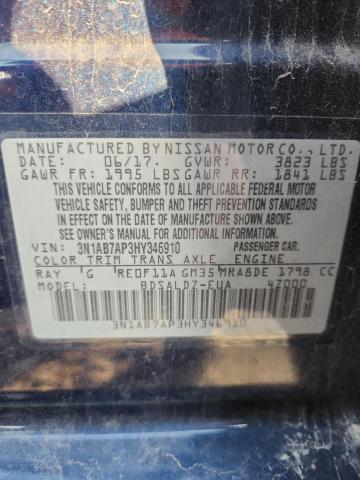 MANUFACTURED BY NISSAN MOTOR CO., LTD.
DATE: 06/17. GVWR: 3823 LBS
GAWR FR: 1995 LBS GAWR RR: 1841 LBS
THIS VEHICLE CONFORMS TO ALL APPLICABLE FEDERAL MOTOR
VEHICLE SAFETY, BUMPER, AND THEFT PREVENTION STANDARDS
IN EFFECT ON THE DATE OF MANUFACTURE SHOWN ABOVE.
SEE OWNER'S MANUAL FOR FURTHER INFORMATION.
VIN: 3N1AB7AP3HY346910 PASSENGER CAR
COLOR TRIM TRANS AXLE ENGINE
RAY G RE0F11A GM35 MRA8DE 1798 CC
MODEL: BDSALDZ-EUA 47000
3N1AB7AP3HY346910